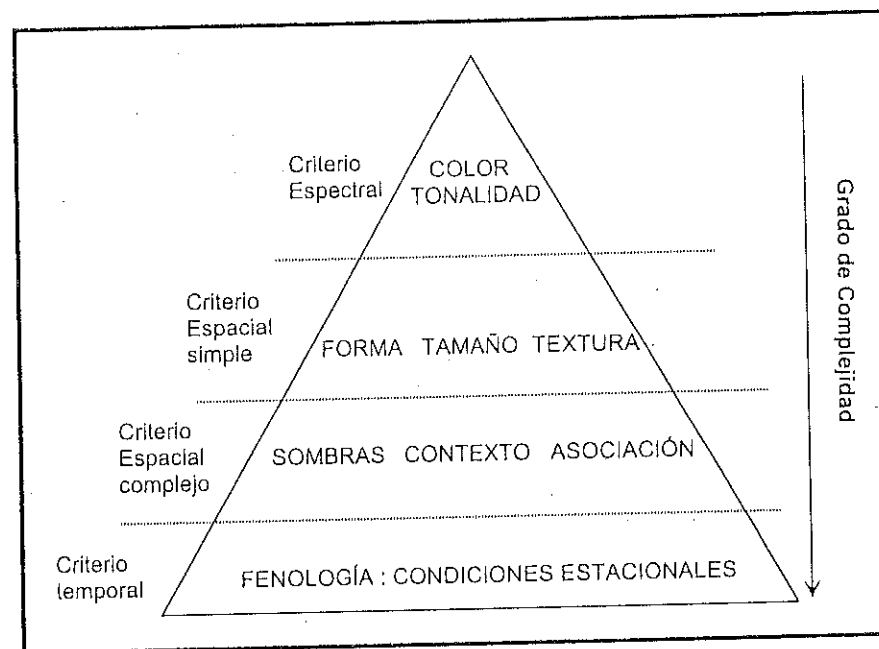 Criterio
Espectral
COLOR
TONALIDAD
Criterio
Espacial
simple
FORMA TAMAÑO TEXTURA
Criterio
Espacial
complejo
SOMBRAS CONTEXTO ASOCIACIÓN
Criterio
temporal
FENOLOGÍA : CONDICIONES ESTACIONALES
Grado de Complejidad